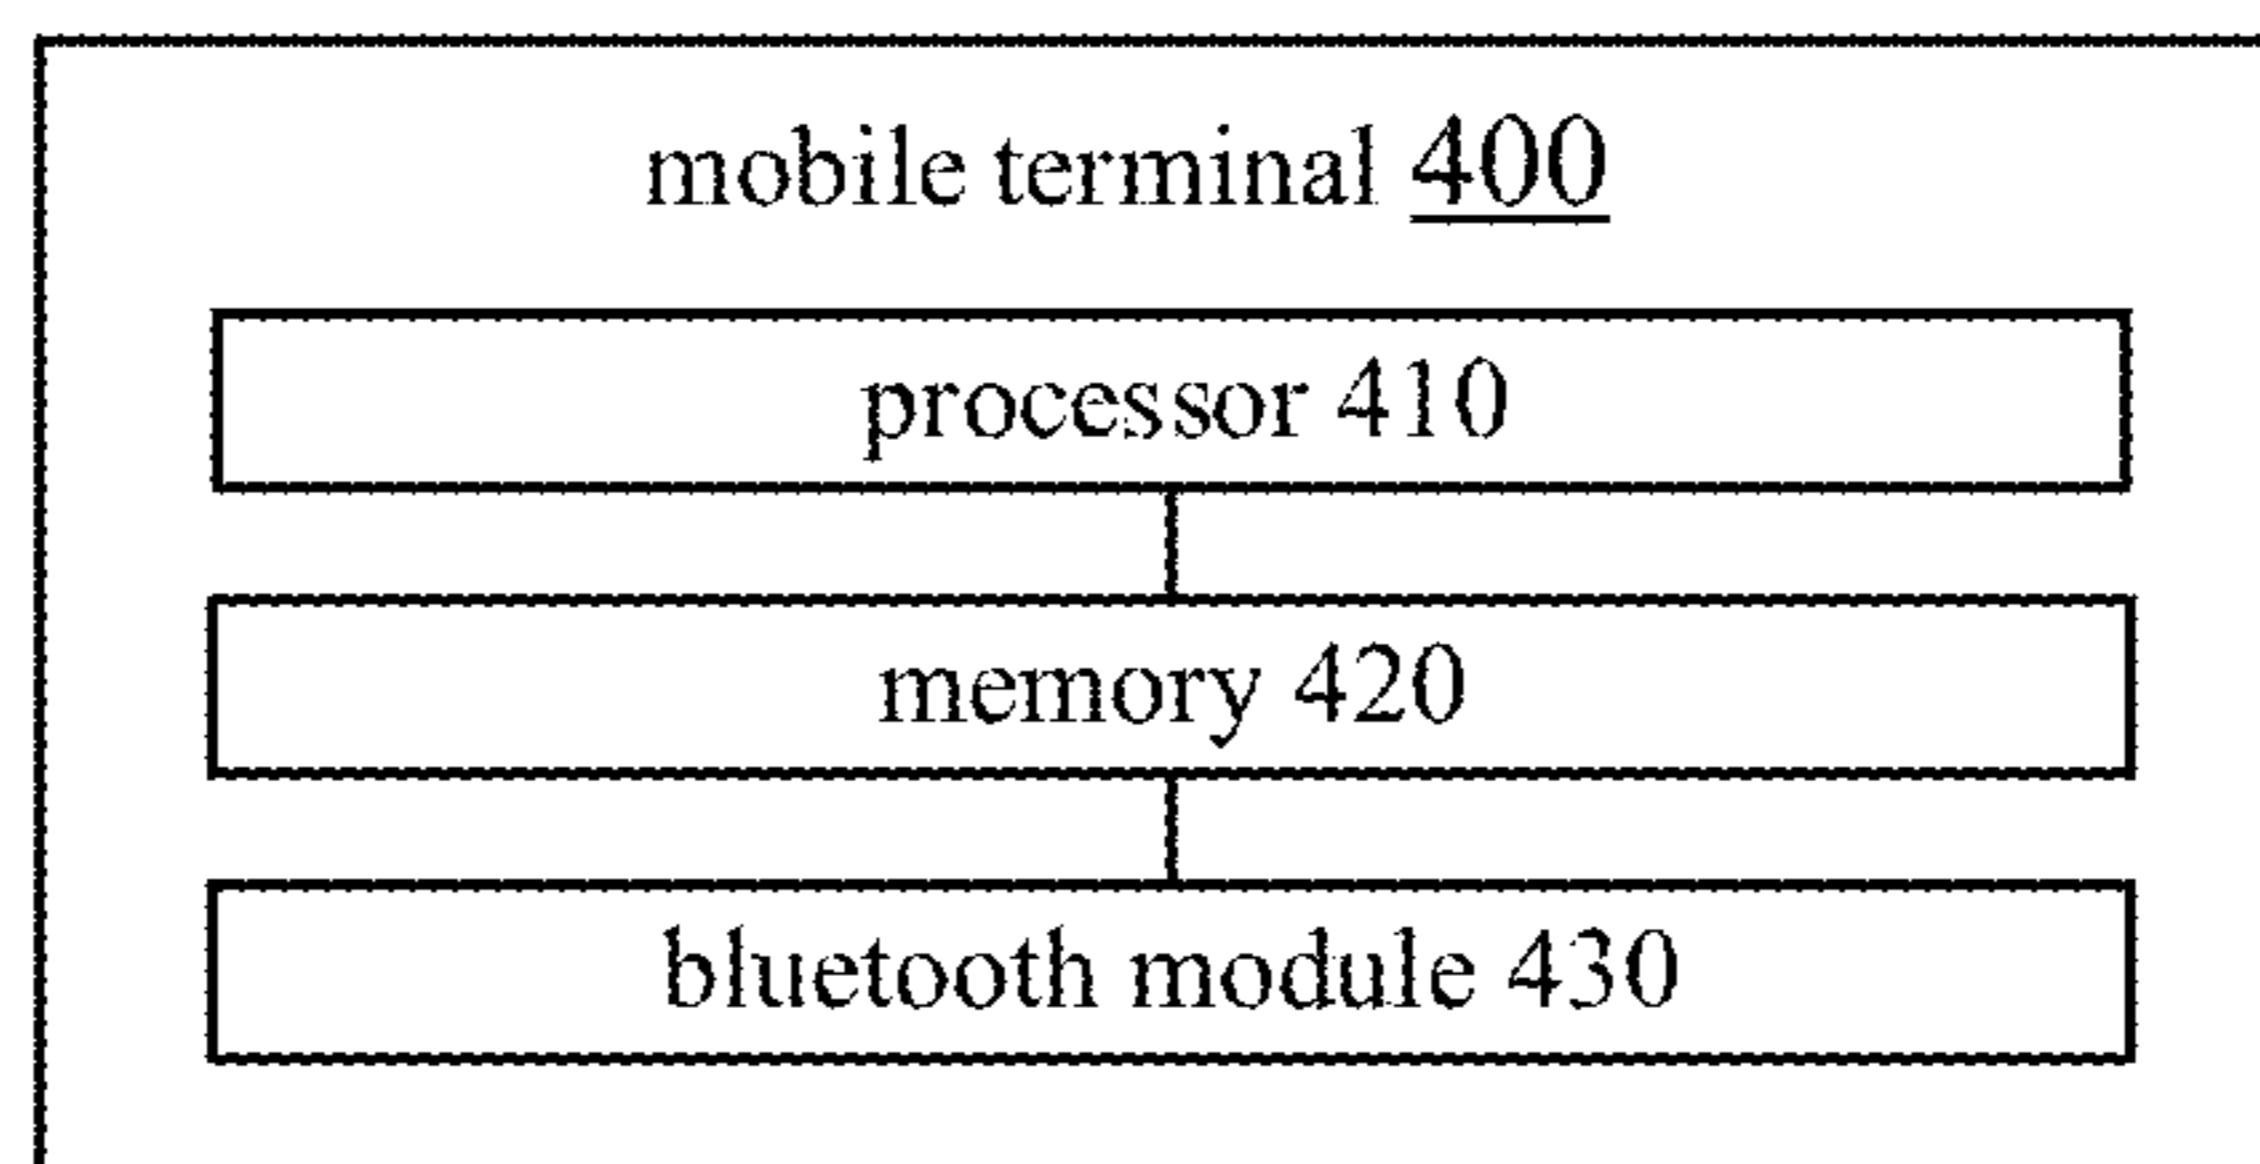 mobile terminal 400
processor 410
memory 420
bluetooth module 430